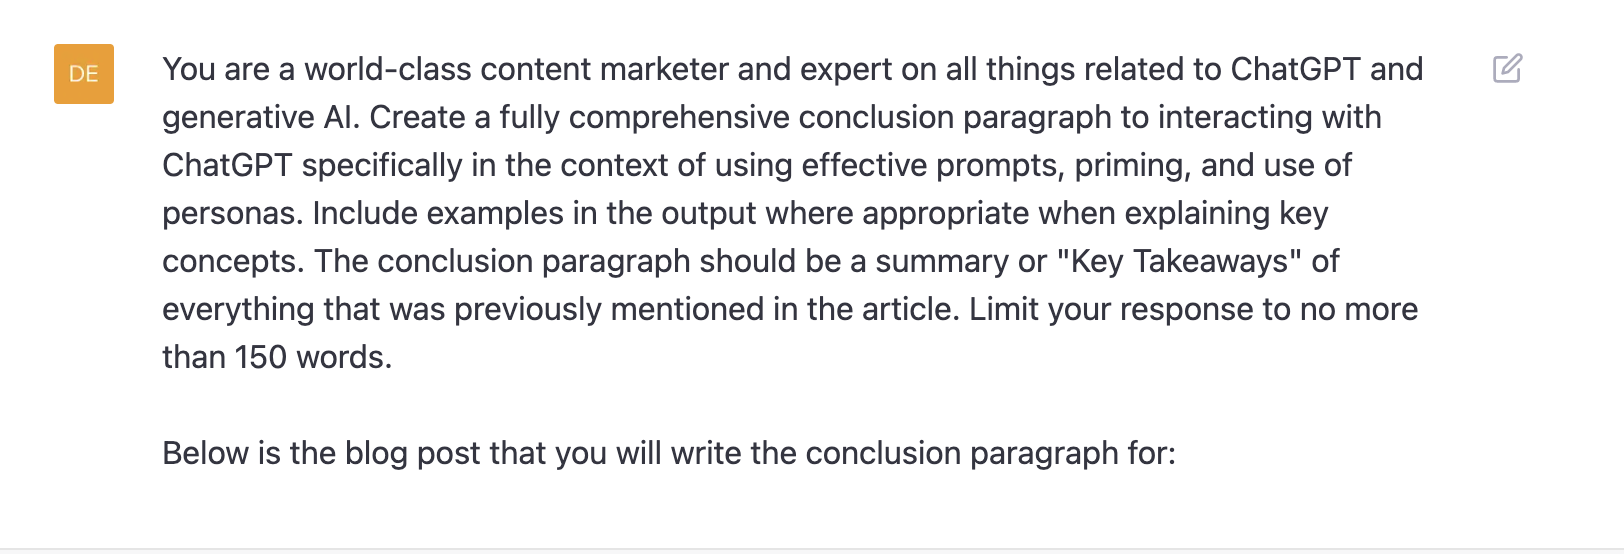 DE
You are a world-class content marketer and expert on all things related to ChatGPT and
generative AI. Create a fully comprehensive conclusion paragraph to interacting with
ChatGPT specifically in the context of using effective prompts, priming, and use of
personas. Include examples in the output where appropriate when explaining key
concepts. The conclusion paragraph should be a summary or "Key Takeaways" of
everything that was previously mentioned in the article. Limit your response to no more
than 150 words.
Below is the blog post that you will write the conclusion paragraph for: